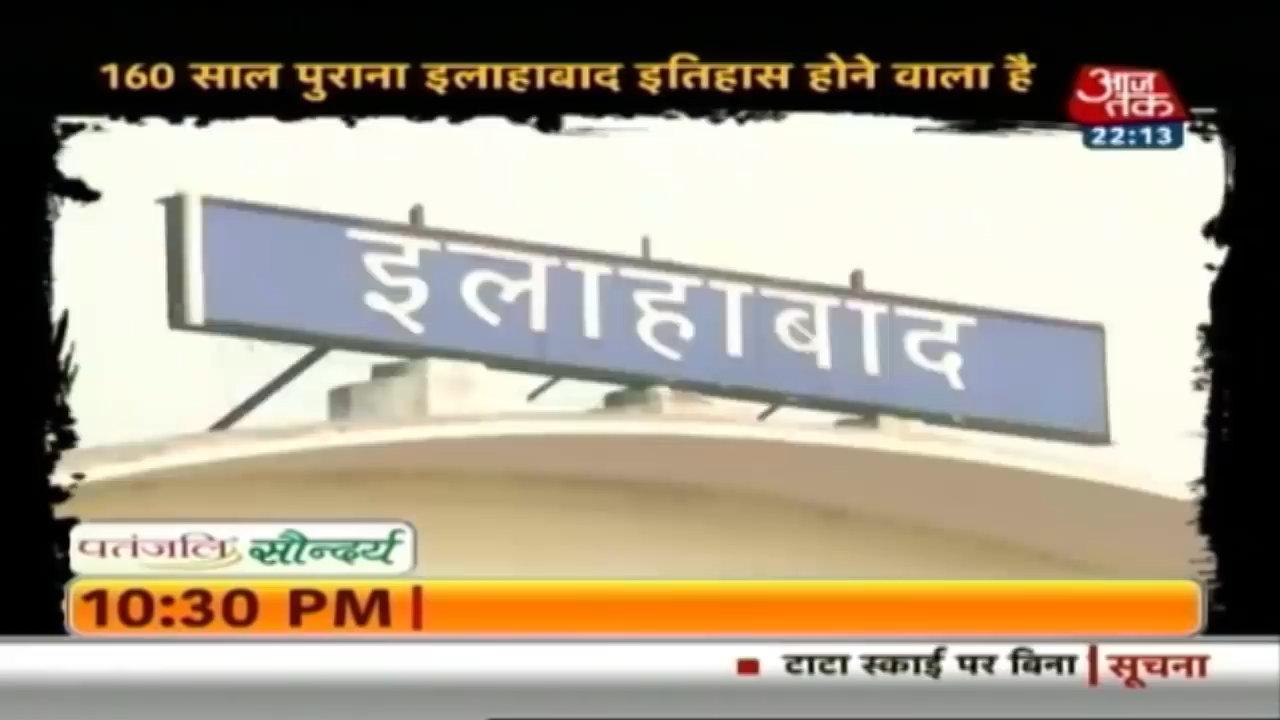 160 साल पुराना इलाहाबाद इतिहास होने वाला है
आज
तक
22:13
इलाहाबाद
पतंजलि सौन्दर्य
10:30 PM
टाटा स्काई पर बिना
सूचना